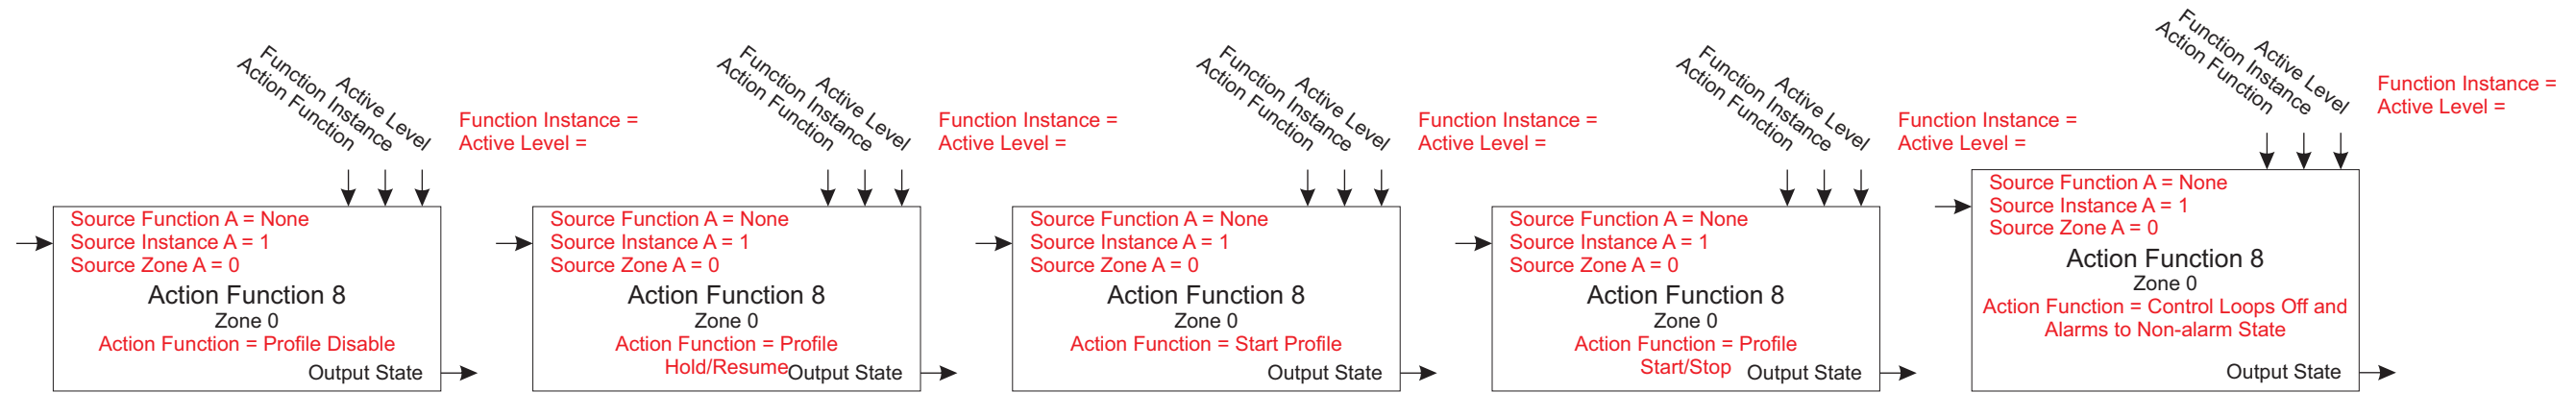 Action Function
Function Instance
Active Level
Function Instance =
Active Level =
Source Function A = None
Source Instance A = 1
Source Zone A = 0
Action Function 8
Zone 0
Action Function = Profile Disable
Output State
Action Function
Function Instance
Active Level
Function Instance =
Active Level =
Source Function A = None
Source Instance A = 1
Source Zone A = 0
Action Function 8
Zone 0
Action Function = Profile
Hold/Resume
Output State
Action Function
Function Instance
Active Level
Function Instance =
Active Level =
Source Function A = None
Source Instance A = 1
Source Zone A = 0
Action Function 8
Zone 0
Action Function = Start Profile
Output State
Action Function
Function Instance
Active Level
Function Instance =
Active Level =
Source Function A = None
Source Instance A = 1
Source Zone A = 0
Action Function 8
Zone 0
Action Function = Profile
Start/Stop
Output State
Action Function
Function Instance
Active Level
Function Instance =
Active Level =
Source Function A = None
Source Instance A = 1
Source Zone A = 0
Action Function 8
Zone 0
Action Function = Control Loops Off and
Alarms to Non-alarm State
Output State